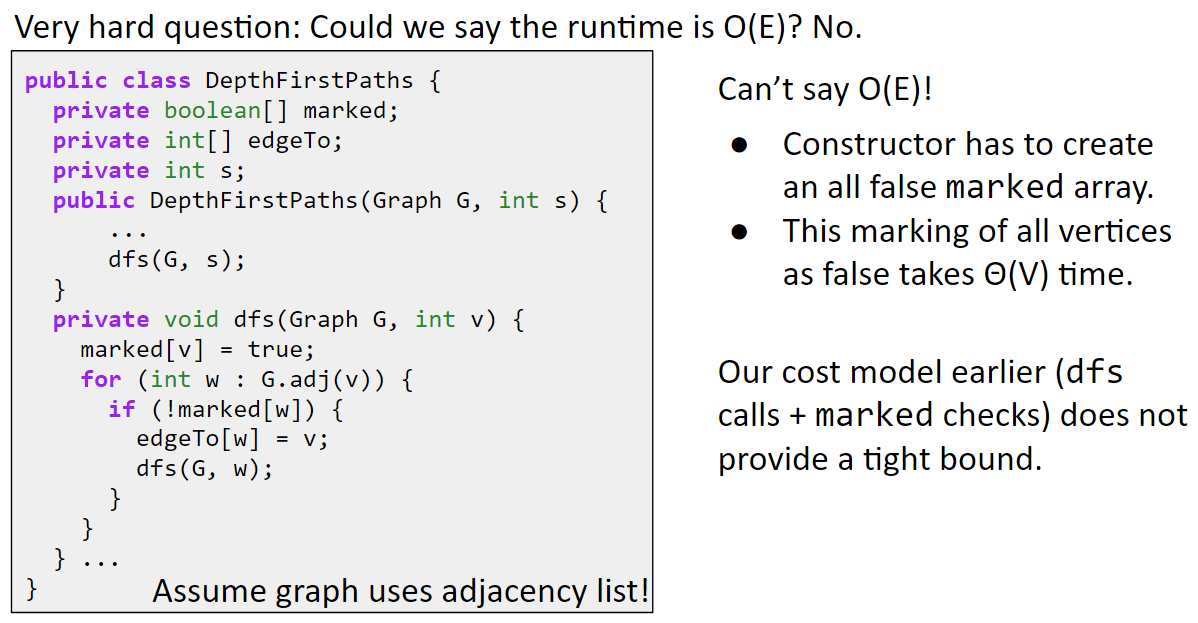 Very hard question: Could we say the runtime is O(E)? No.
public class DepthFirstPaths {
private boolean[] marked;
private int[] edgeTo;
private int s;
public DepthFirstPaths(Graph G, int s) {
...
dfs(G, s);
}
private void dfs(Graph G, int v) {
marked[v] = true;
for (int w : G.adj(v)) {
if (!marked[w]) {
edgeTo[w] = v;
dfs(G, w);
}
}
} ...
}
Assume graph uses adjacency list!
Can’t say O(E)!
● Constructor has to create
an all false marked array.
● This marking of all vertices
as false takes Θ(V) time.
Our cost model earlier (dfs
calls + marked checks) does not
provide a tight bound.